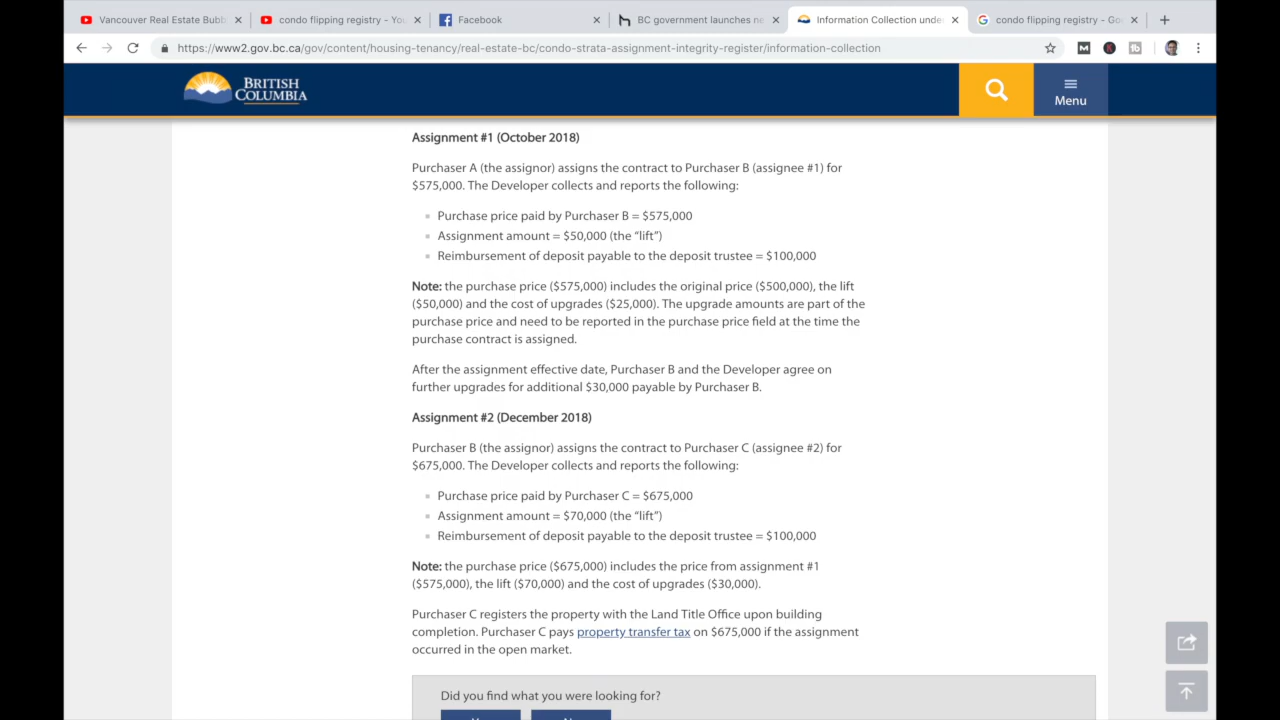 Vancouver Real Estate Bubb
condo flipping registry - You
Facebook
BC government launches ne
Information Collection unde
condo flipping registry - Go
https://www2.gov.bc.ca/gov/content/housing-tenancy/real-estate-bc/condo-strata-assignment-integrity-register/information-collection
BRITISH
COLUMBIA
Menu
Assignment #1 (October 2018)
Purchaser A (the assignor) assigns the contract to Purchaser B (assignee #1) for
$575,000. The Developer collects and reports the following:
Purchase price paid by Purchaser B = $575,000
Assignment amount = $50,000 (the “lift”)
Reimbursement of deposit payable to the deposit trustee = $100,000
Note: the purchase price ($575,000) includes the original price ($500,000), the lift
($50,000) and the cost of upgrades ($25,000). The upgrade amounts are part of the
purchase price and need to be reported in the purchase price field at the time the
purchase contract is assigned.
After the assignment effective date, Purchaser B and the Developer agree on
further upgrades for additional $30,000 payable by Purchaser B.
Assignment #2 (December 2018)
Purchaser B (the assignor) assigns the contract to Purchaser C (assignee #2) for
$675,000. The Developer collects and reports the following:
Purchase price paid by Purchaser C = $675,000
Assignment amount = $70,000 (the “lift”)
Reimbursement of deposit payable to the deposit trustee = $100,000
Note: the purchase price ($675,000) includes the price from assignment #1
($575,000), the lift ($70,000) and the cost of upgrades ($30,000).
Purchaser C registers the property with the Land Title Office upon building
completion. Purchaser C pays property transfer tax on $675,000 if the assignment
occurred in the open market.
Did you find what you were looking for?